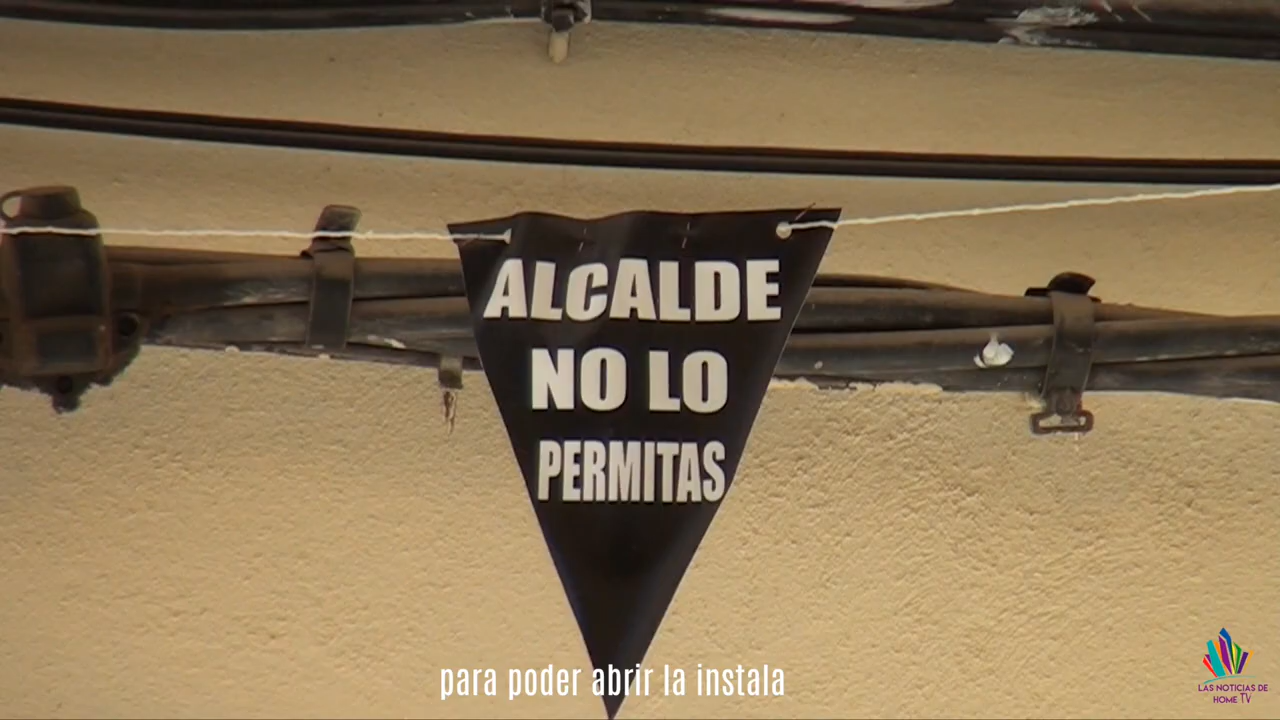 ALCALDE
NO LO
PERMITAS
para poder abrir la instala
LAS NOTICIAS DE
HOME TV